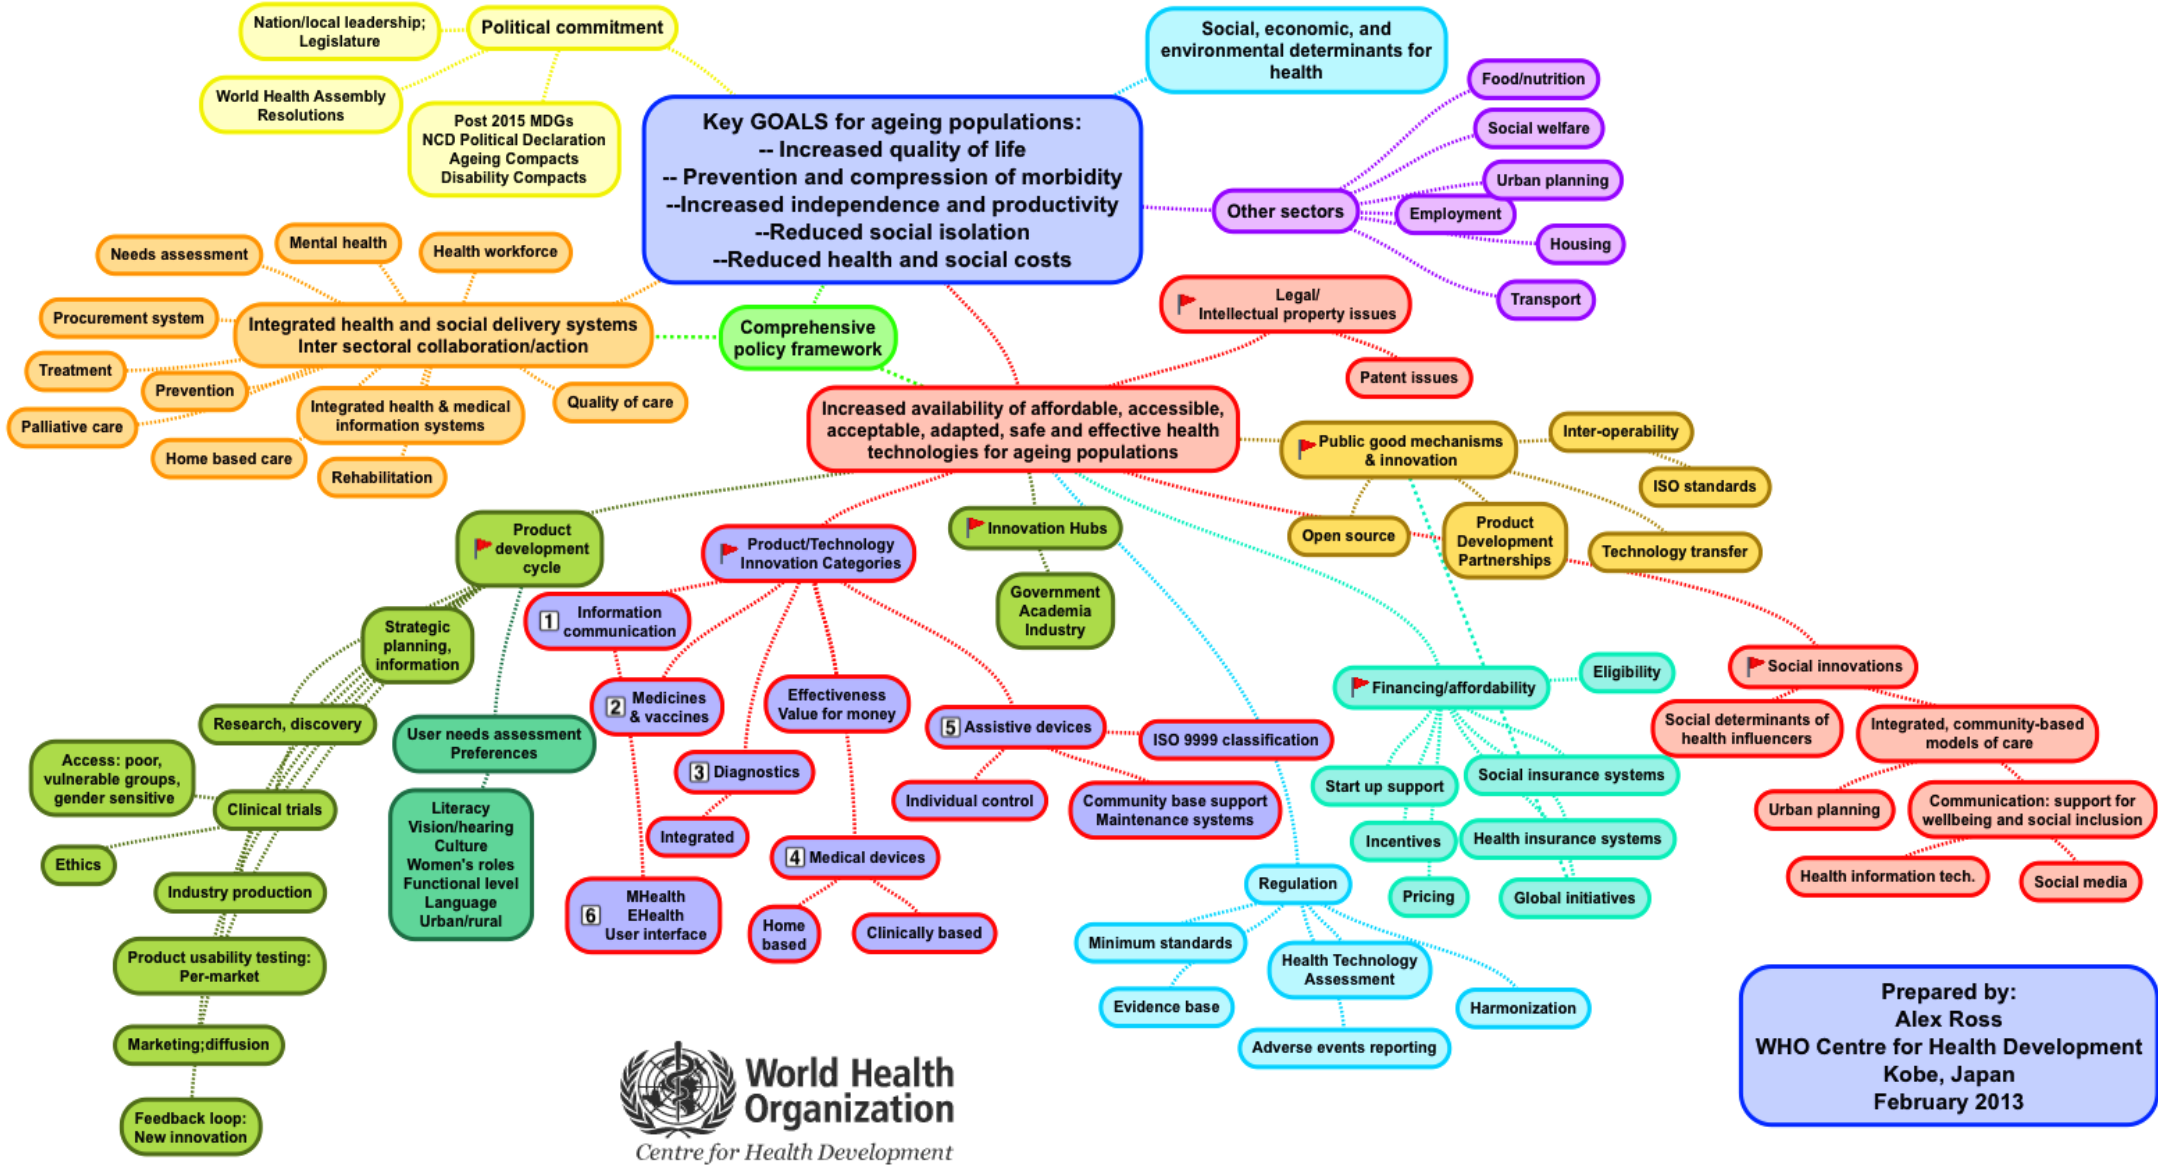 Nation/local leadership;
Legislature
Political commitment
World Health Assembly
Resolutions
Post 2015 MDGs
NCD Political Declaration
Ageing Compacts
Disability Compacts
Key GOALS for ageing populations:
-- Increased quality of life
-- Prevention and compression of morbidity
--Increased independence and productivity
--Reduced social isolation
--Reduced health and social costs
Social, economic, and
environmental determinants for
health
Other sectors
Food/nutrition
Social welfare
Urban planning
Employment
Housing
Transport
Needs assessment
Mental health
Health workforce
Procurement system
Integrated health and social delivery systems
Inter sectoral collaboration/action
Treatment
Prevention
Palliative care
Integrated health & medical
information systems
Quality of care
Home based care
Rehabilitation
Comprehensive
policy framework
Legal/
Intellectual property issues
Patent issues
Increased availability of affordable, accessible,
acceptable, adapted, safe and effective health
technologies for ageing populations
Public good mechanisms
& innovation
Inter-operability
ISO standards
Open source
Product
Development
Partnerships
Technology transfer
Product
development
cycle
Strategic
planning,
information
Research, discovery
Access: poor,
vulnerable groups,
gender sensitive
Clinical trials
Ethics
Industry production
Product usability testing:
Per-market
Marketing;diffusion
Feedback loop:
New innovation
User needs assessment
Preferences
Literacy
Vision/hearing
Culture
Women's roles
Functional level
Language
Urban/rural
Product/Technology
Innovation Categories
1 Information
communication
2 Medicines
& vaccines
3 Diagnostics
Integrated
Effectiveness
Value for money
4 Medical devices
Home
based
Clinically based
5 Assistive devices
ISO 9999 classification
Individual control
Community base support
Maintenance systems
6 MHealth
EHealth
User interface
Innovation Hubs
Government
Academia
Industry
Financing/affordability
Eligibility
Start up support
Social insurance systems
Incentives
Health insurance systems
Pricing
Global initiatives
Social innovations
Social determinants of
health influencers
Integrated, community-based
models of care
Urban planning
Communication: support for
wellbeing and social inclusion
Health information tech.
Social media
Regulation
Minimum standards
Evidence base
Health Technology
Assessment
Adverse events reporting
Harmonization
World Health
Organization
Centre for Health Development
Prepared by:
Alex Ross
WHO Centre for Health Development
Kobe, Japan
February 2013